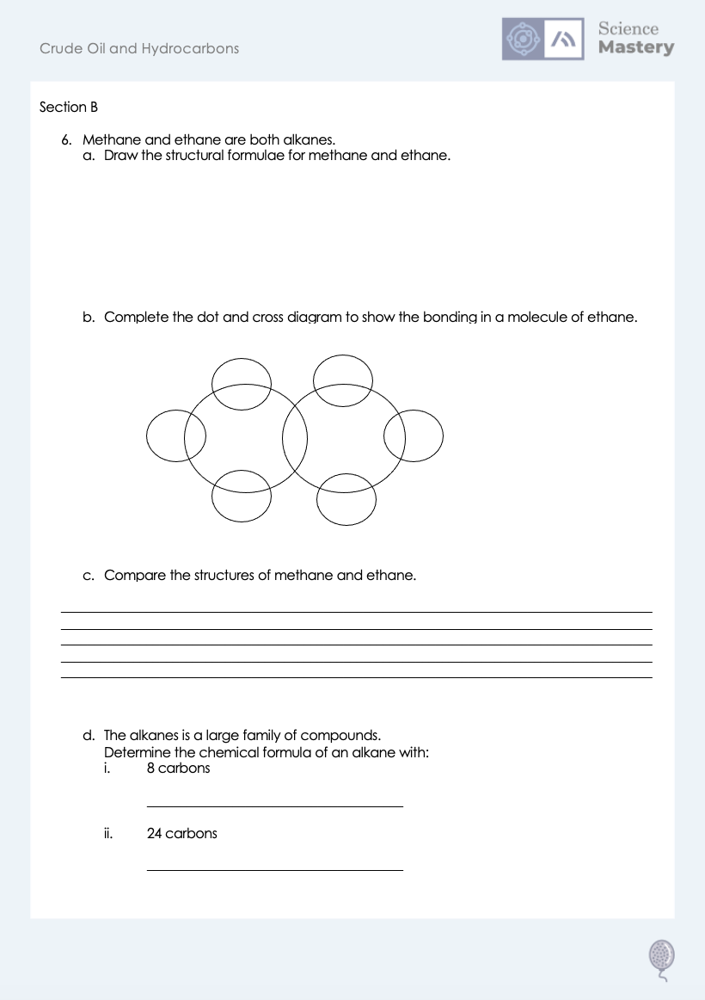 Crude Oil and Hydrocarbons
Science
Mastery
Section B
6. Methane and ethane are both alkanes.
a. Draw the structural formulae for methane and ethane.
b. Complete the dot and cross diagram to show the bonding in a molecule of ethane.
c. Compare the structures of methane and ethane.
d. The alkanes is a large family of compounds.
Determine the chemical formula of an alkane with:
i. 8 carbons
ii. 24 carbons